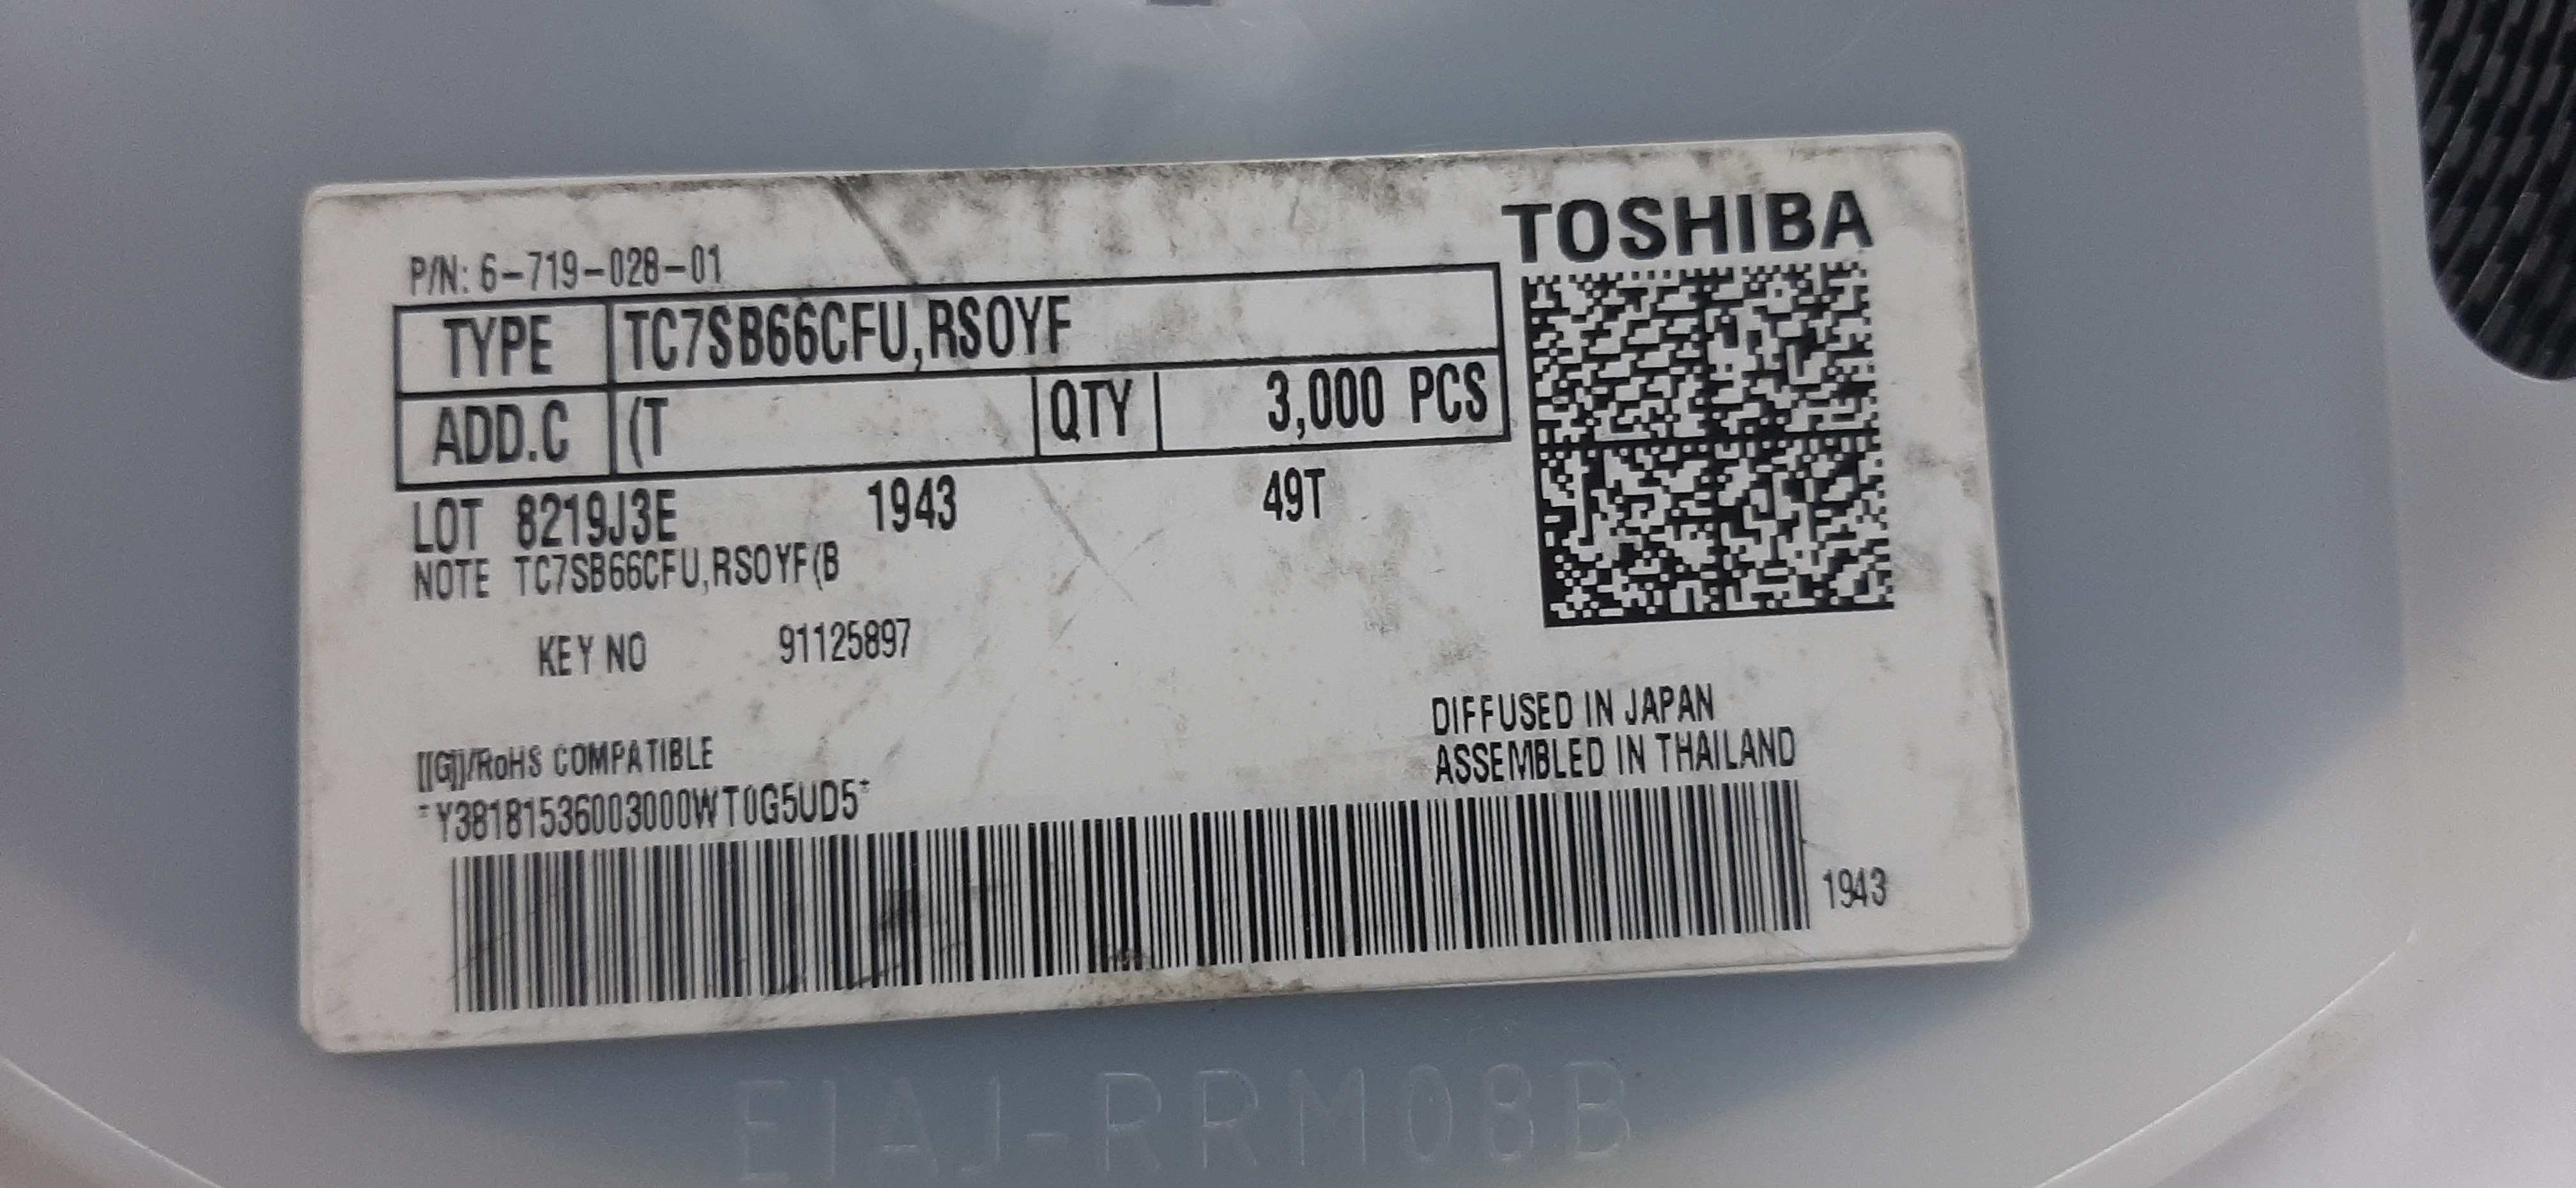 TOSHIBA
P/N: 6-719-028-01
TYPE TC7SB66CFU,RSOYF
ADD.C (T QTY 3,000 PCS
LOT 8219J3E 1943 49T
NOTE TC7SB66CFU,RSOYF(B
KEY NO 91125897
DIFFUSED IN JAPAN
[[G]]/RoHS COMPATIBLE
ASSEMBLED IN THAILAND
*Y38181536003000WT0G5UD5*
1943
EIAJ-RRM08B